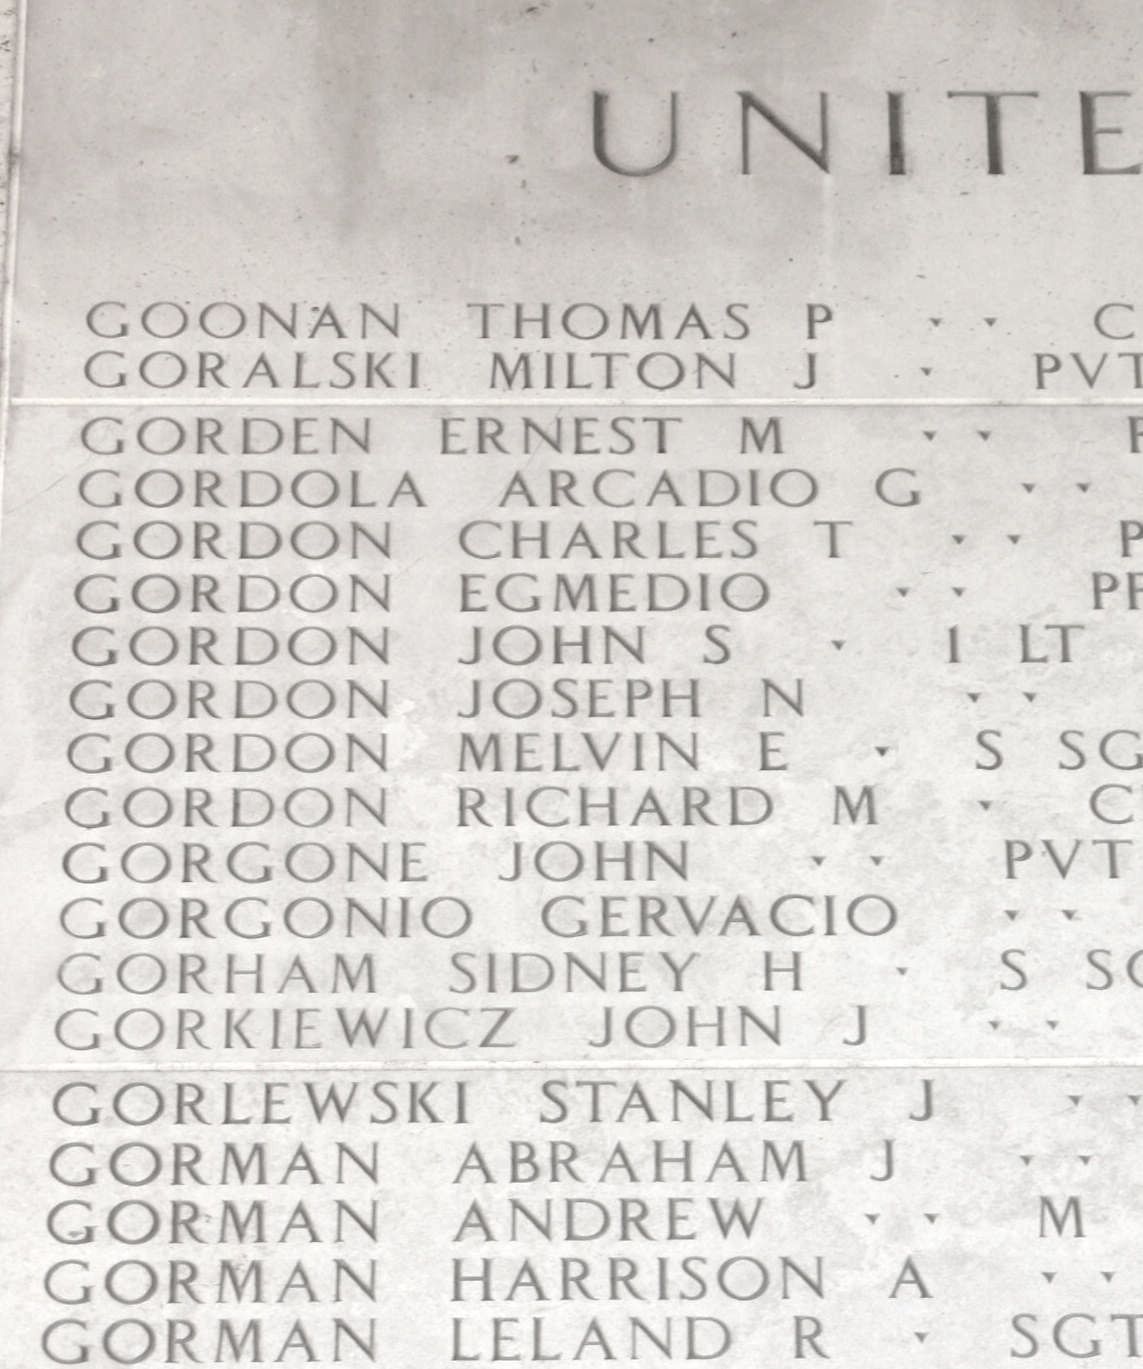 UNITE
GOONAN THOMAS P · · C
GORALSKI MILTON J · PVT
GORDEN ERNEST M · ·
GORDOLA ARCADIO G · ·
GORDON CHARLES T · · P
GORDON EGMEDIO · · PF
GORDON JOHN S · I LT
GORDON JOSEPH N · ·
GORDON MELVIN E · S SG
GORDON RICHARD M · C
GORGONE JOHN · · PVT
GORGONIO GERVACIO · ·
GORHAM SIDNEY H · S SG
GORKIEWICZ JOHN J · ·
GORLEWSKI STANLEY J · ·
GORMAN ABRAHAM J · ·
GORMAN ANDREW · · M
GORMAN HARRISON A · ·
GORMAN LELAND R · SGT